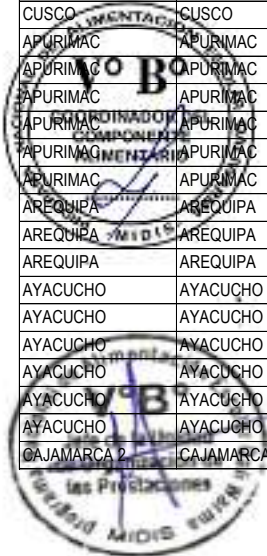 CUSCO CUSCO
APURIMAC APURIMAC
APURIMAC APURIMAC
APURIMAC APURIMAC
APURIMAC APURIMAC
APURIMAC APURIMAC
APURIMAC APURIMAC
AREQUIPA AREQUIPA
AREQUIPA AREQUIPA
AREQUIPA AREQUIPA
AYACUCHO AYACUCHO
AYACUCHO AYACUCHO
AYACUCHO AYACUCHO
AYACUCHO AYACUCHO
AYACUCHO AYACUCHO
AYACUCHO AYACUCHO
CAJAMARCA 2 CAJAMARCA
V° B°
COORDINADOR
COMPONENTE
ALIMENTARIO
MIDIS
V° B°
las Prestaciones
MIDIS